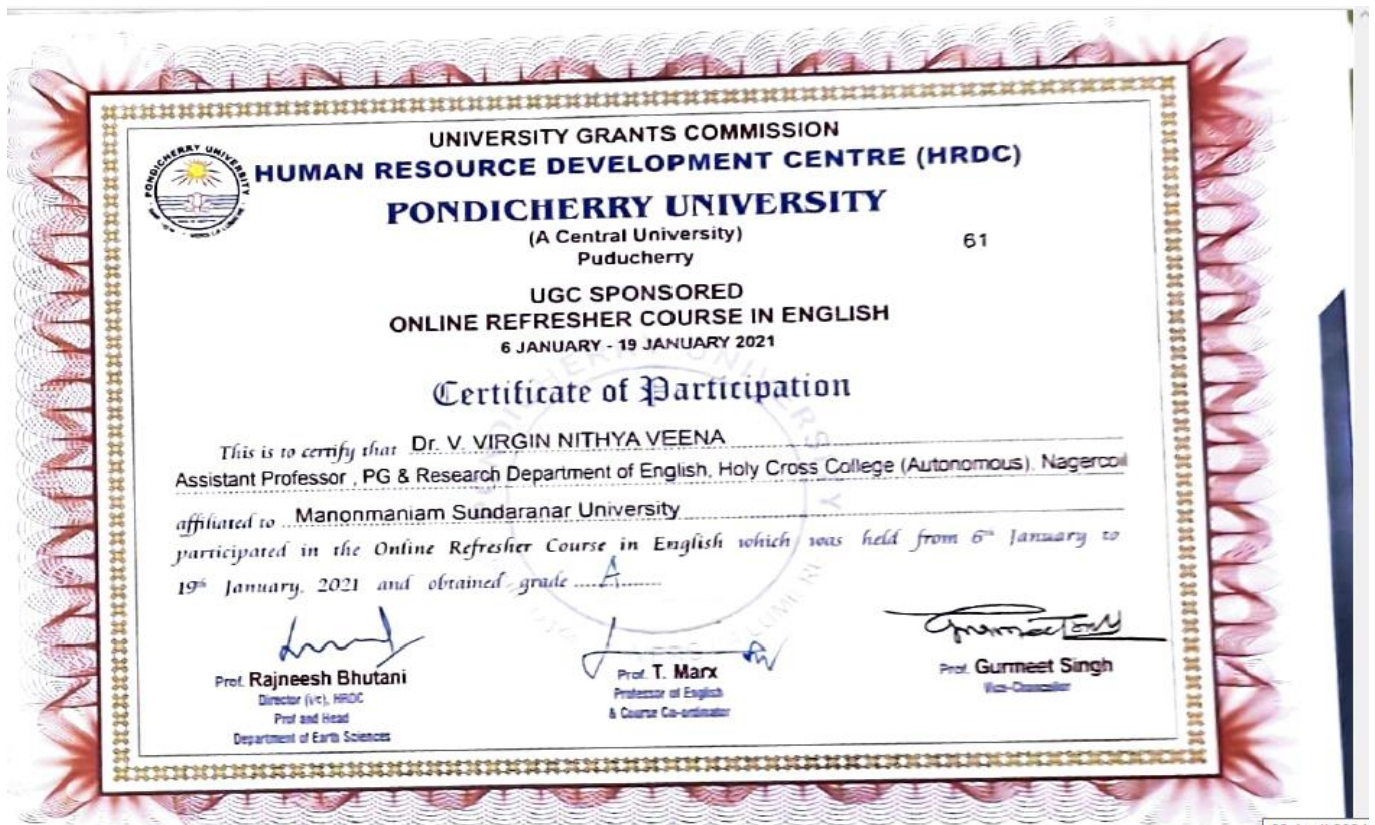 UNIVERSITY GRANTS COMMISSION
HUMAN RESOURCE DEVELOPMENT CENTRE (HRDC)
PONDICHERRY UNIVERSITY
(A Central University)
61
Puducherry
UGC SPONSORED
ONLINE REFRESHER COURSE IN ENGLISH
6 JANUARY - 19 JANUARY 2021
Certificate of Participation
This is to certify that Dr. V. VIRGIN NITHYA VEENA
Assistant Professor , PG & Research Department of English, Holy Cross College (Autonomous), Nagercoil
affiliated to Manonmaniam Sundaranar University
participated in the Online Refresher Course in English which was held from 6th January to
19th January, 2021 and obtained grade A
Prof. Rajneesh Bhutani
Director (i/c), HRDC
Prof and Head
Department of Earth Sciences
Prof. T. Marx
Professor of English
& Course Co-ordinator
Prof. Gurmeet Singh
Vice-Chancellor
PONDICHERRY UNIVERSITY